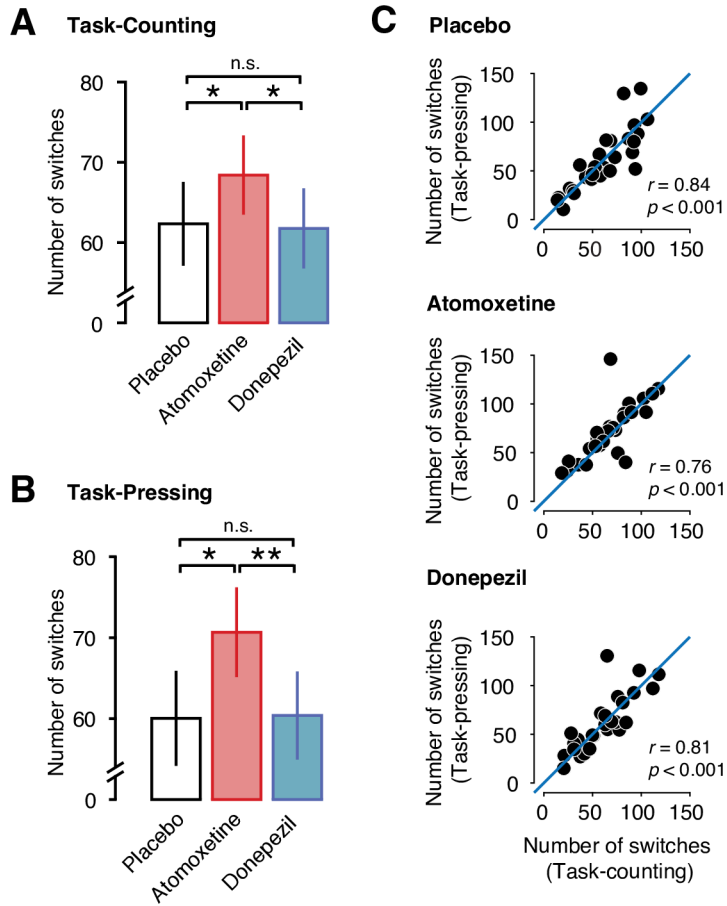 A Task-Counting
n.s.
* *
Number of switches
80
70
60
0
Placebo
Atomoxetine
Donepezil
B Task-Pressing
n.s.
* **
Number of switches
80
70
60
0
Placebo
Atomoxetine
Donepezil
C Placebo
Number of switches
(Task-pressing)
150
100
50
0
r = 0.84
p < 0.001
0 50 100 150
Atomoxetine
Number of switches
(Task-pressing)
150
100
50
0
r = 0.76
p < 0.001
0 50 100 150
Donepezil
Number of switches
(Task-pressing)
150
100
50
0
r = 0.81
p < 0.001
0 50 100 150
Number of switches
(Task-counting)